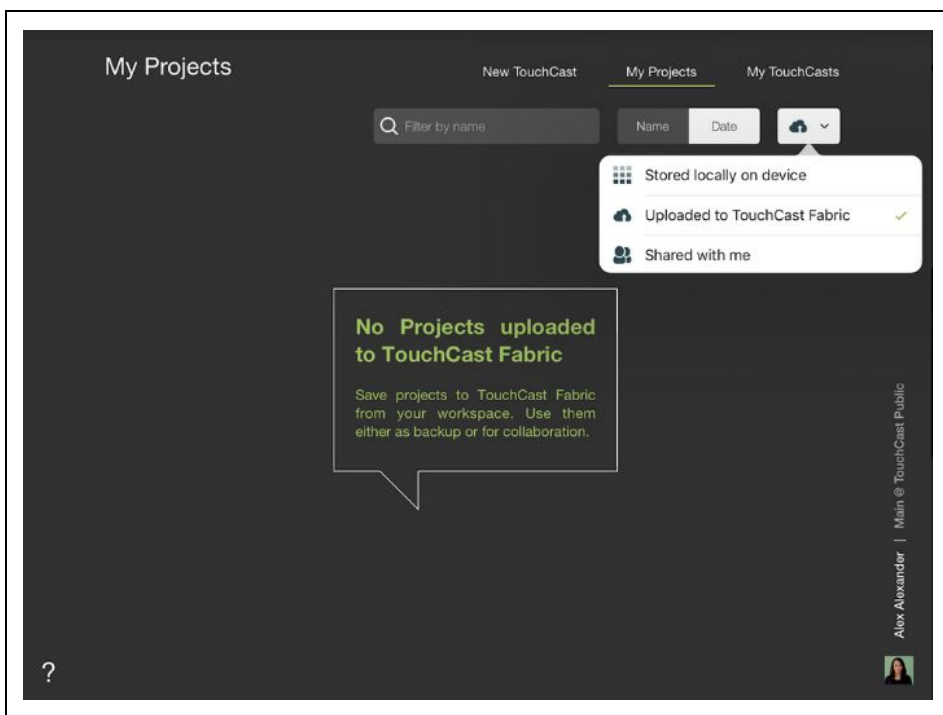 My Projects
New TouchCast
My Projects
My TouchCasts
Filter by name
Name
Date
Stored locally on device
Uploaded to TouchCast Fabric
Shared with me
No Projects uploaded
to TouchCast Fabric
Save projects to TouchCast Fabric
from your workspace. Use them
either as backup or for collaboration.
Alex Alexander | Main @ TouchCast Public
?